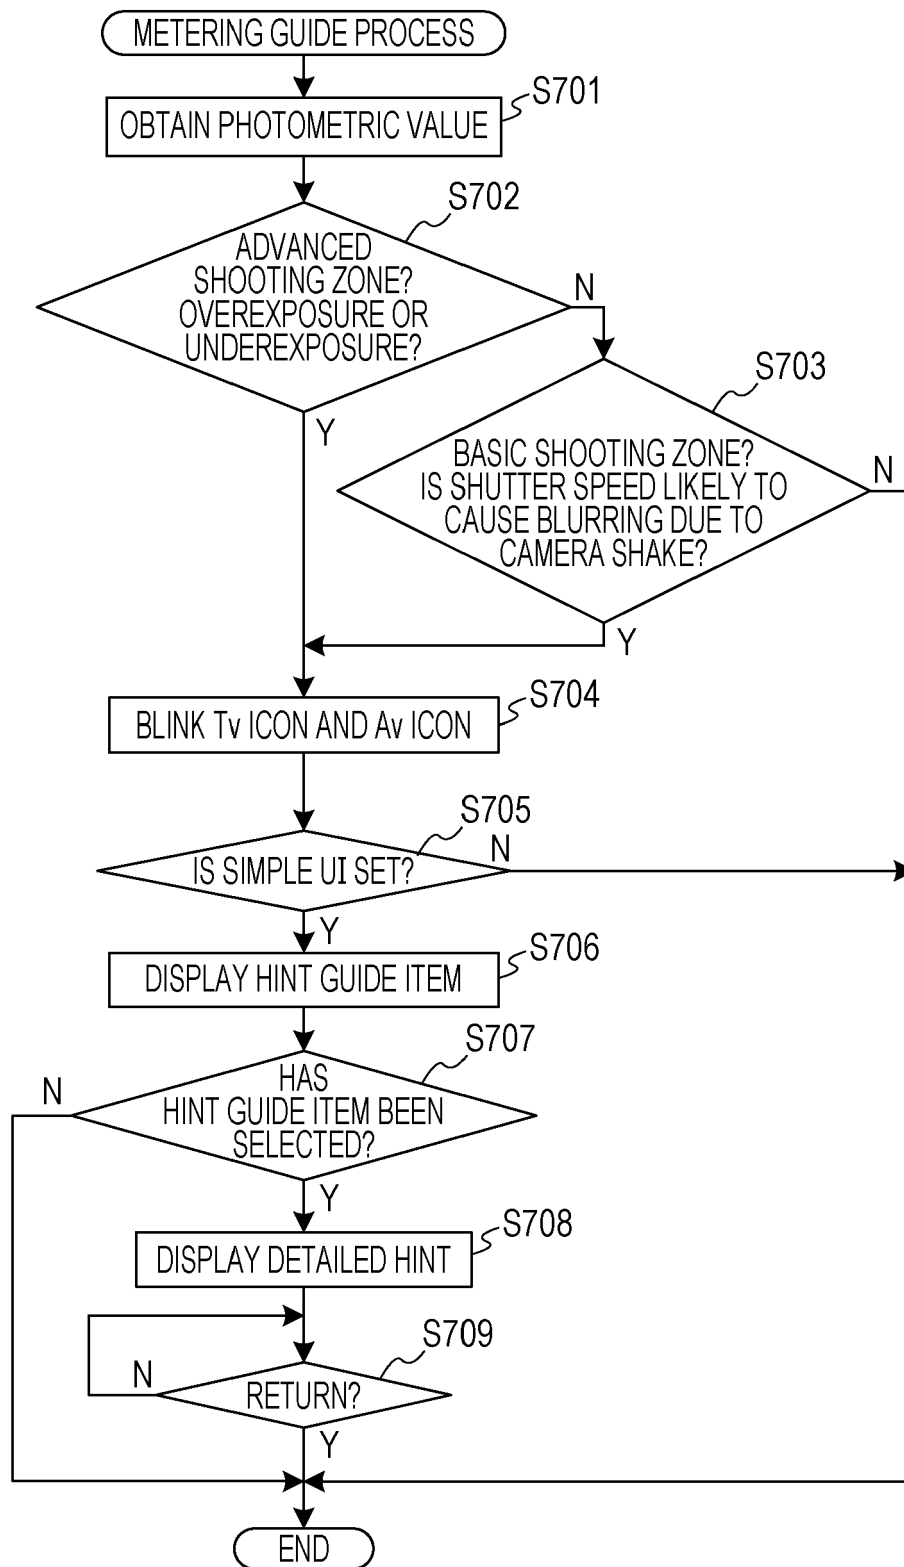 METERING GUIDE PROCESS
S701
OBTAIN PHOTOMETRIC VALUE
S702
ADVANCED
SHOOTING ZONE?
OVEREXPOSURE OR
UNDEREXPOSURE?
N
Y
S703
BASIC SHOOTING ZONE?
IS SHUTTER SPEED LIKELY TO
CAUSE BLURRING DUE TO
CAMERA SHAKE?
N
Y
S704
BLINK Tv ICON AND Av ICON
S705
IS SIMPLE UI SET?
N
Y
S706
DISPLAY HINT GUIDE ITEM
S707
HAS
HINT GUIDE ITEM BEEN
SELECTED?
N
Y
S708
DISPLAY DETAILED HINT
S709
RETURN?
N
Y
END